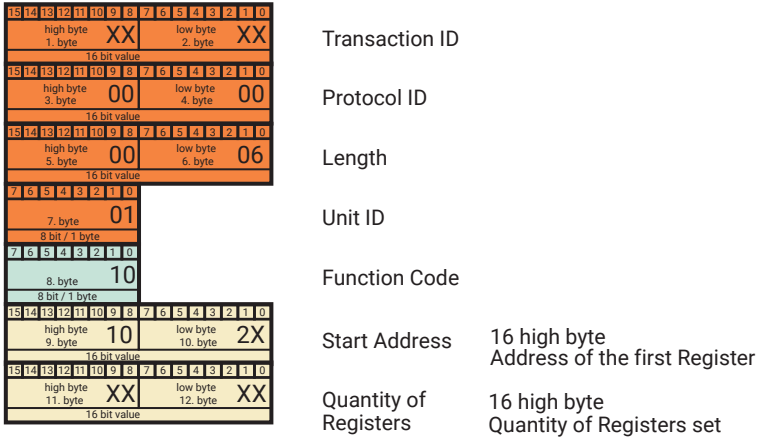 15 14 13 12 11 10 9 8 7 6 5 4 3 2 1 0
high byte 1. byte XX low byte 2. byte XX
16 bit value
Transaction ID
15 14 13 12 11 10 9 8 7 6 5 4 3 2 1 0
high byte 3. byte 00 low byte 4. byte 00
16 bit value
Protocol ID
15 14 13 12 11 10 9 8 7 6 5 4 3 2 1 0
high byte 5. byte 00 low byte 6. byte 06
16 bit value
Length
7 6 5 4 3 2 1 0
7. byte 01
8 bit / 1 byte
Unit ID
7 6 5 4 3 2 1 0
8. byte 10
8 bit / 1 byte
Function Code
15 14 13 12 11 10 9 8 7 6 5 4 3 2 1 0
high byte 9. byte 10 low byte 10. byte 2X
16 bit value
Start Address
16 high byte
Address of the first Register
15 14 13 12 11 10 9 8 7 6 5 4 3 2 1 0
high byte 11. byte XX low byte 12. byte XX
16 bit value
Quantity of
Registers
16 high byte
Quantity of Registers set